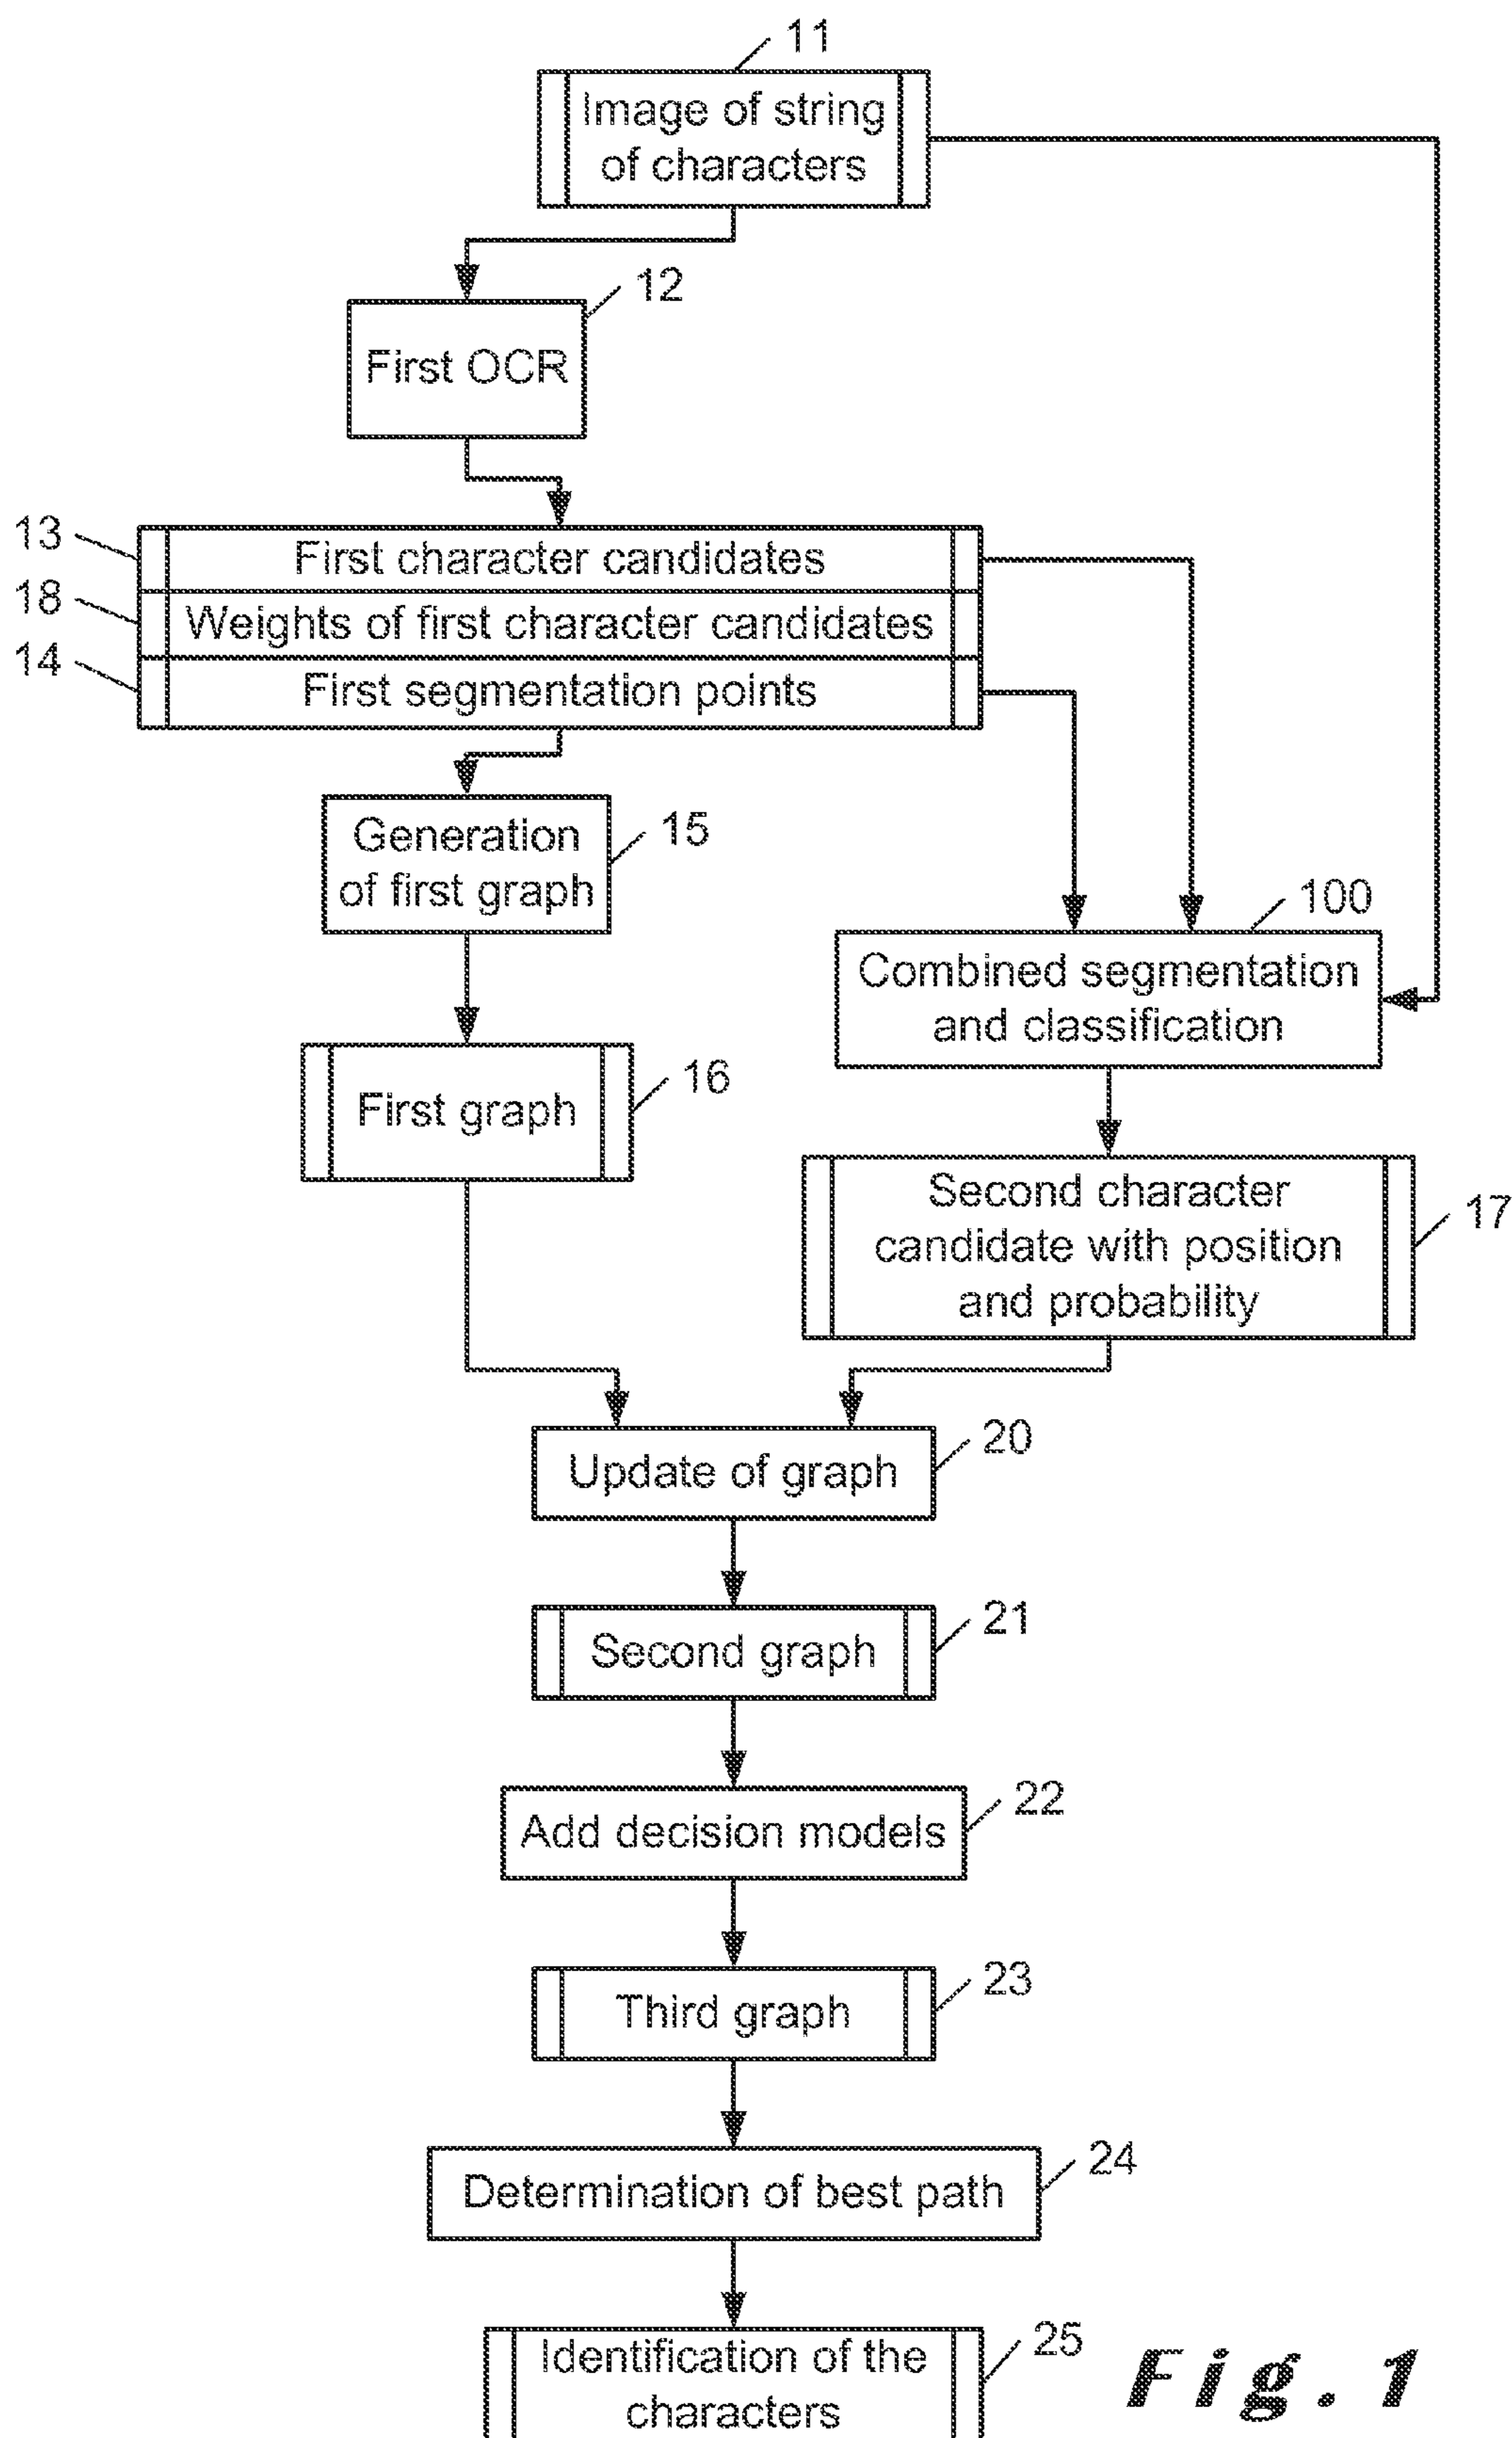 11
Image of string
of characters
12
First OCR
13
First character candidates
18
Weights of first character candidates
14
First segmentation points
Generation
of first graph
15
100
Combined segmentation
and classification
First graph
16
Second character
candidate with position
and probability
17
Update of graph
20
Second graph
21
Add decision models
22
Third graph
23
Determination of best path
24
Identification of the
characters
25
Fig. 1